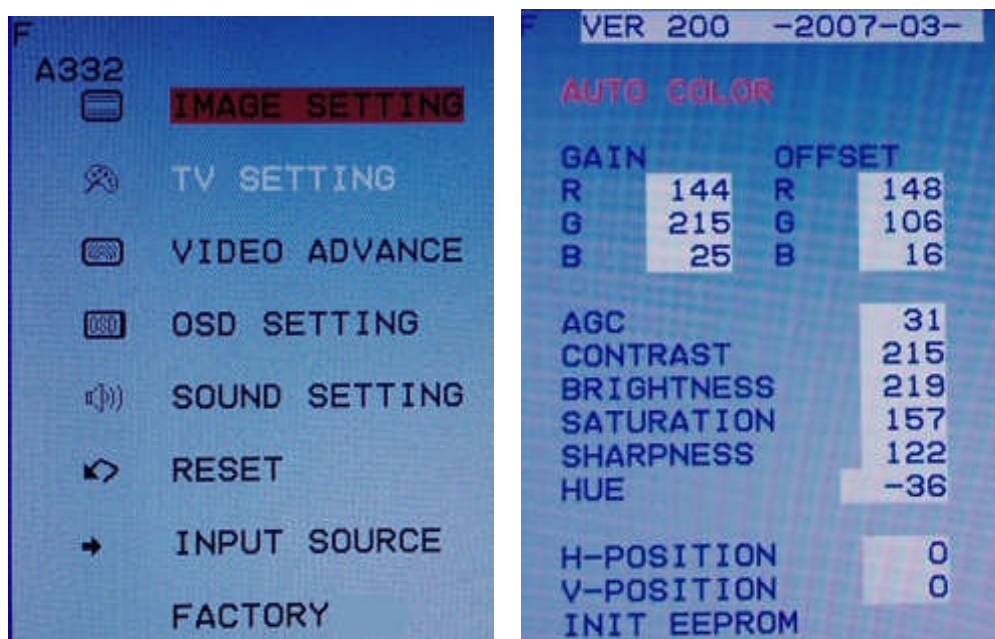 F
A332
IMAGE SETTING
TV SETTING
VIDEO ADVANCE
OSD
OSD SETTING
SOUND SETTING
RESET
INPUT SOURCE
FACTORY
F VER 200 -2007-03-
AUTO COLOR
GAIN OFFSET
R 144 R 148
G 215 G 106
B 25 B 16
AGC 31
CONTRAST 215
BRIGHTNESS 219
SATURATION 157
SHARPNESS 122
HUE -36
H-POSITION 0
V-POSITION 0
INIT EEPROM